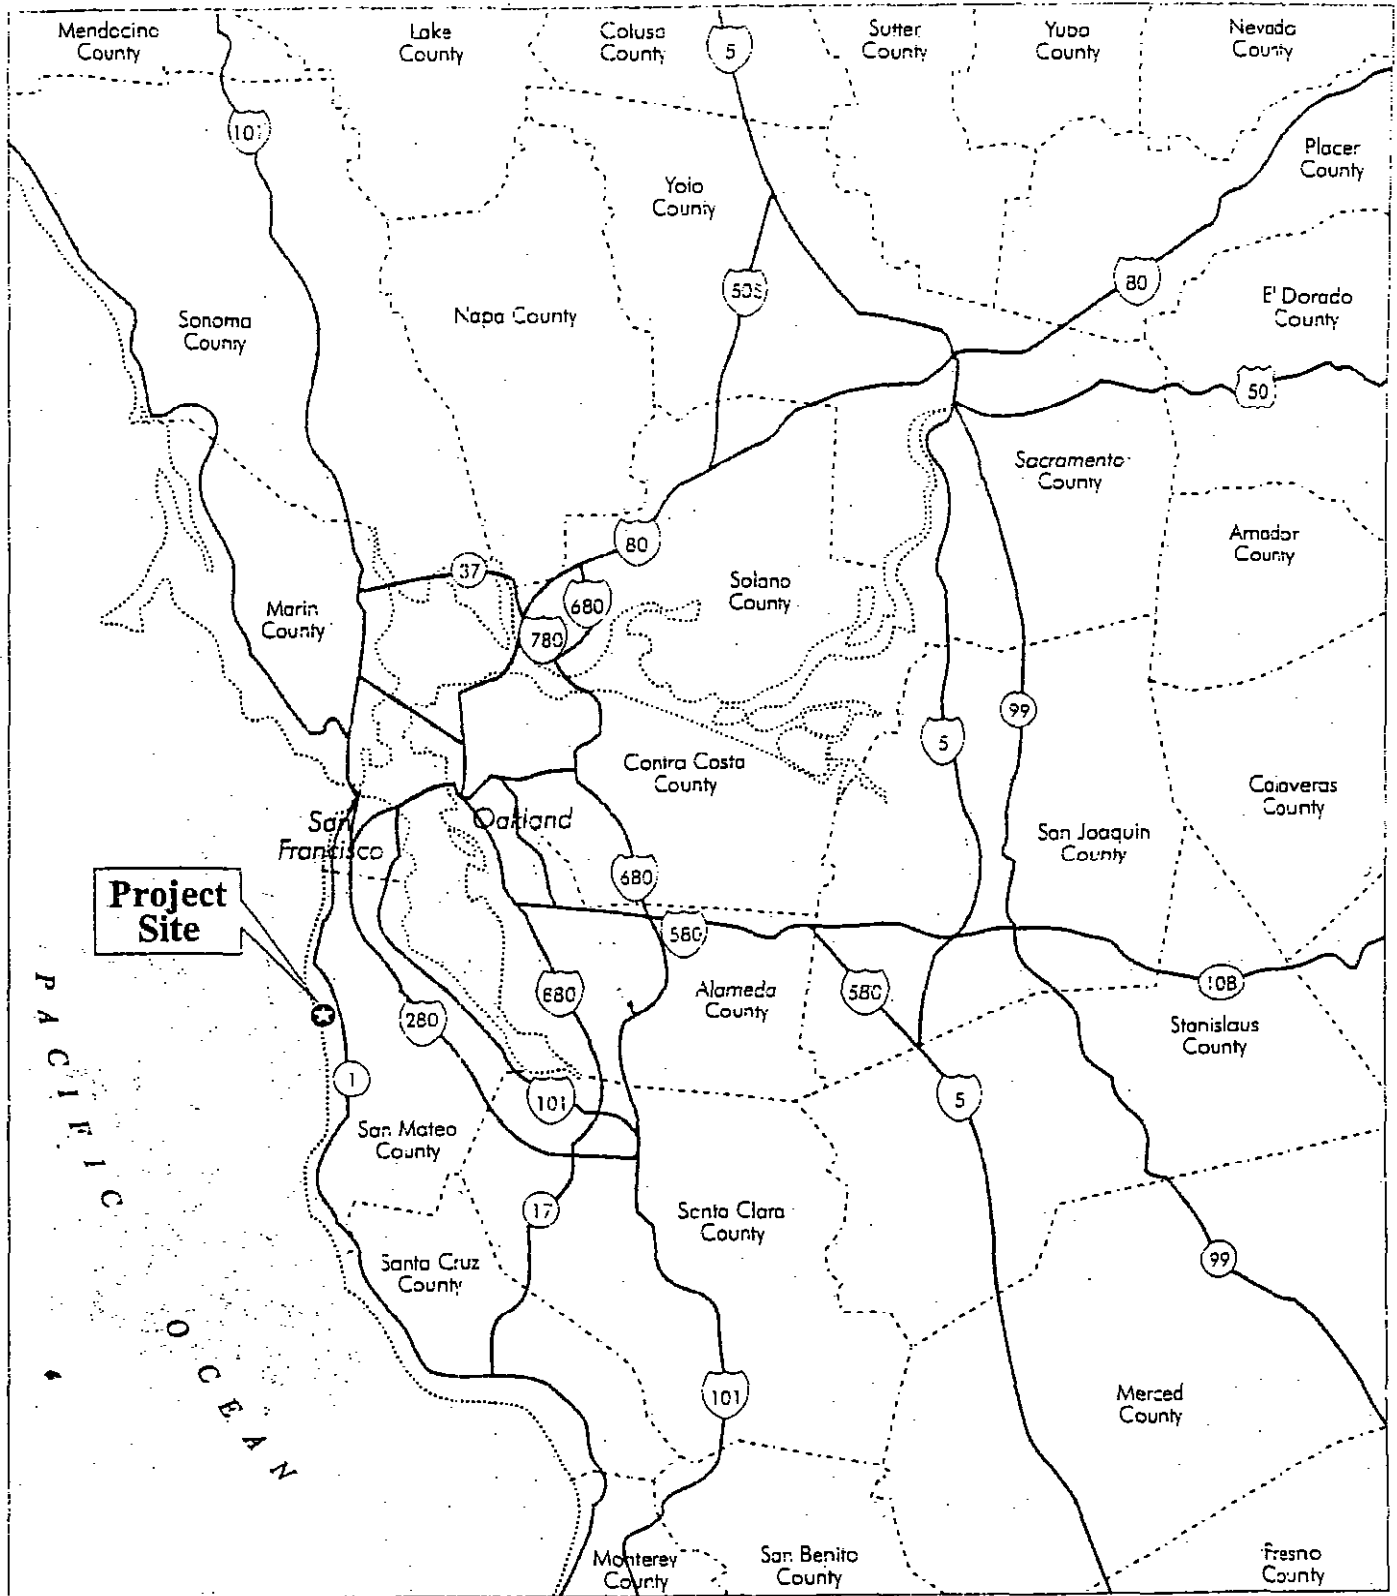 Mendocino
County
Lake
County
Colusa
County
5
Sutter
County
Yuba
County
Nevada
County
101
Placer
County
Yolo
County
505
80
El Dorado
County
Sonoma
County
Napa County
50
Sacramento
County
Amador
County
80
37
680
Solano
County
Marin
County
780
99
5
Contra Costa
County
Calaveras
County
San
Francisco
Oakland
San Joaquin
County
Project
Site
680
580
108
PACIFIC
OCEAN
280
880
Alameda
County
580
Stanislaus
County
1
101
5
San Mateo
County
17
Santa Clara
County
99
Santa Cruz
County
101
Merced
County
Monterey
County
San Benito
County
Fresno
County